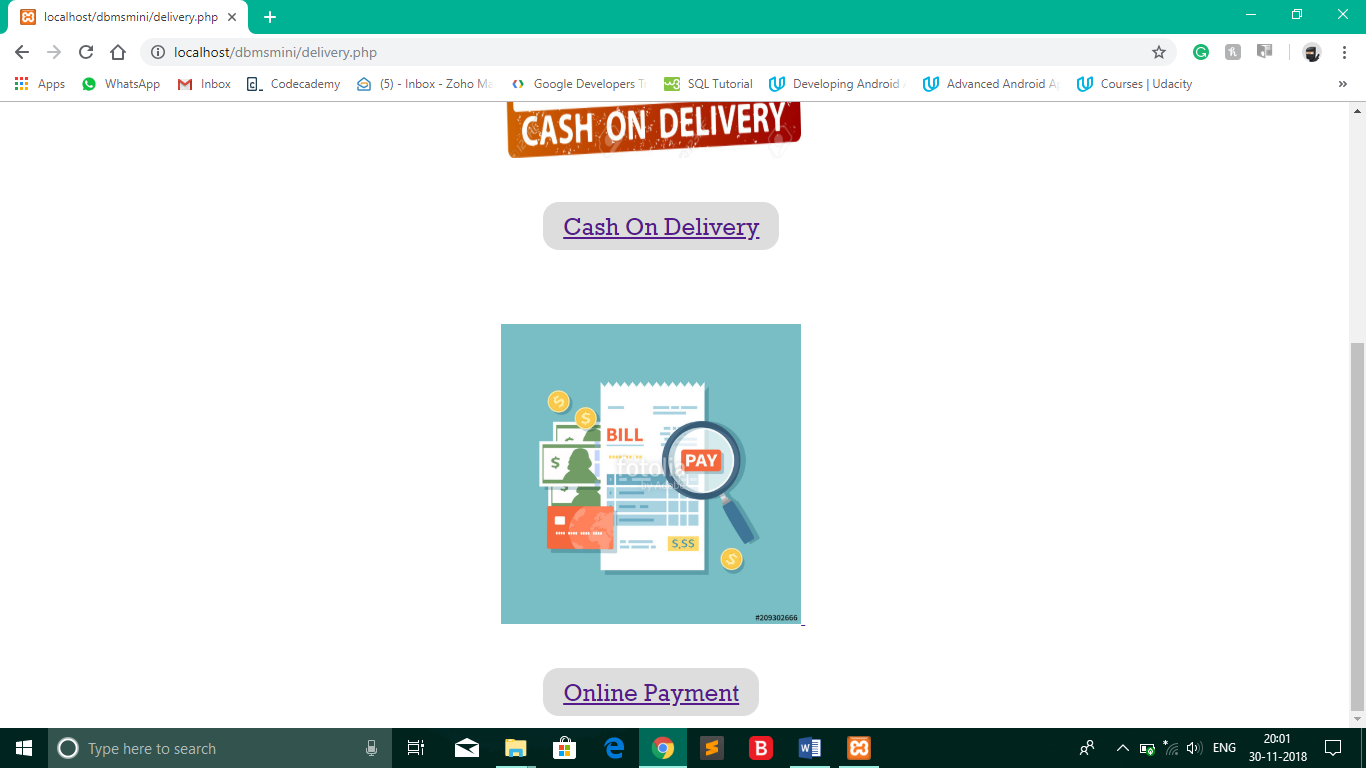 localhost/dbmsmini/delivery.php
localhost/dbmsmini/delivery.php
Apps WhatsApp Inbox Codecademy (5) - Inbox - Zoho Ma Google Developers T SQL Tutorial Developing Android Advanced Android Ap Courses | Udacity »
CASH ON DELIVERY
Cash On Delivery
BILL
PAY
fotolia
$,$$
#209302666
Online Payment
Type here to search
ENG
20:01
30-11-2018